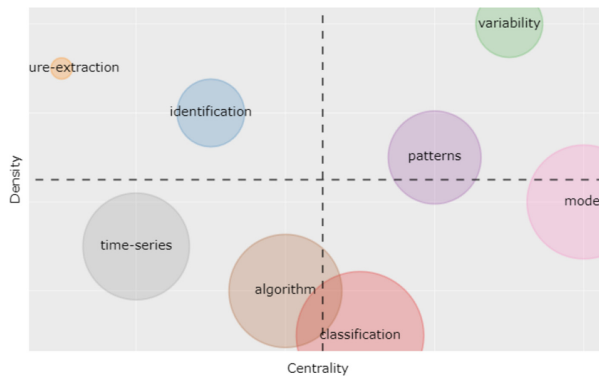 variability
ure-extraction
identification
patterns
Density
mode
time-series
algorithm
classification
Centrality